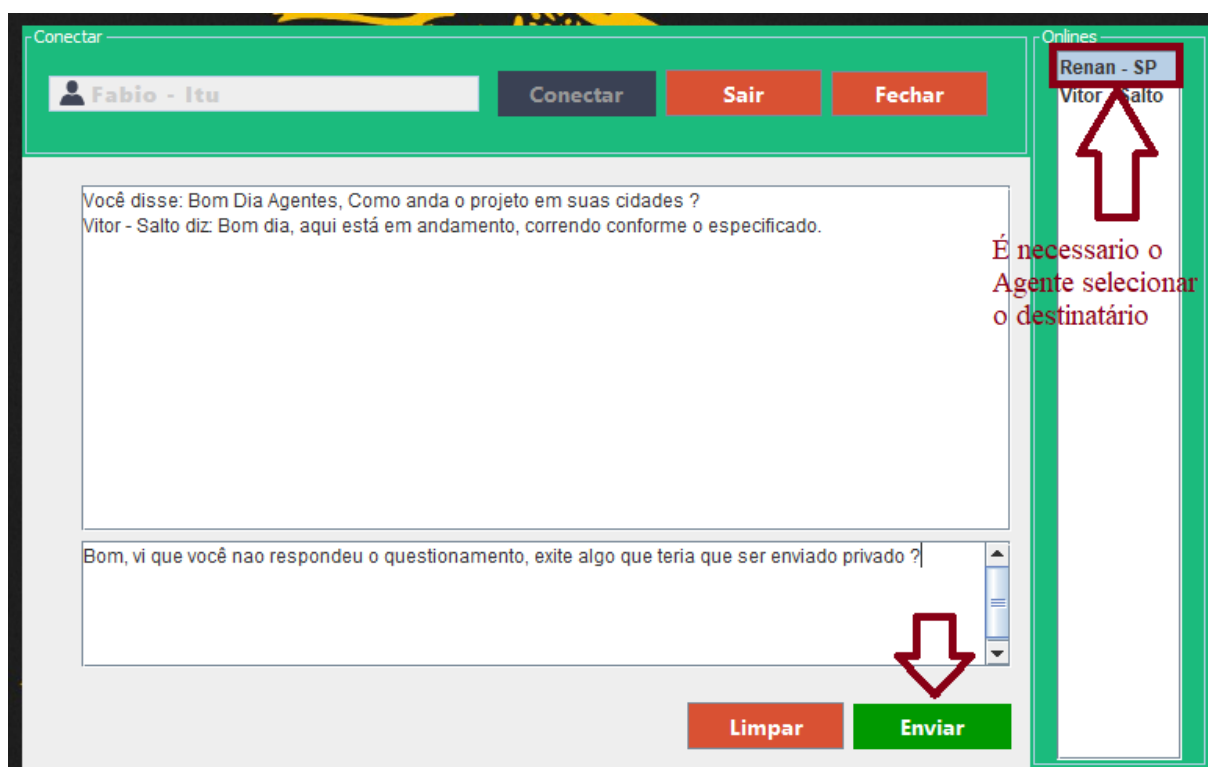 Conectar
Fabio - Itu
Conectar
Sair
Fechar
Onlines
Renan - SP
Vitor - Salto
Você disse: Bom Dia Agentes, Como anda o projeto em suas cidades ?
Vitor - Salto diz: Bom dia, aqui está em andamento, correndo conforme o especificado.
É necessario o
Agente selecionar
o destinatário
Bom, vi que você nao respondeu o questionamento, exite algo que teria que ser enviado privado ?
Limpar
Enviar